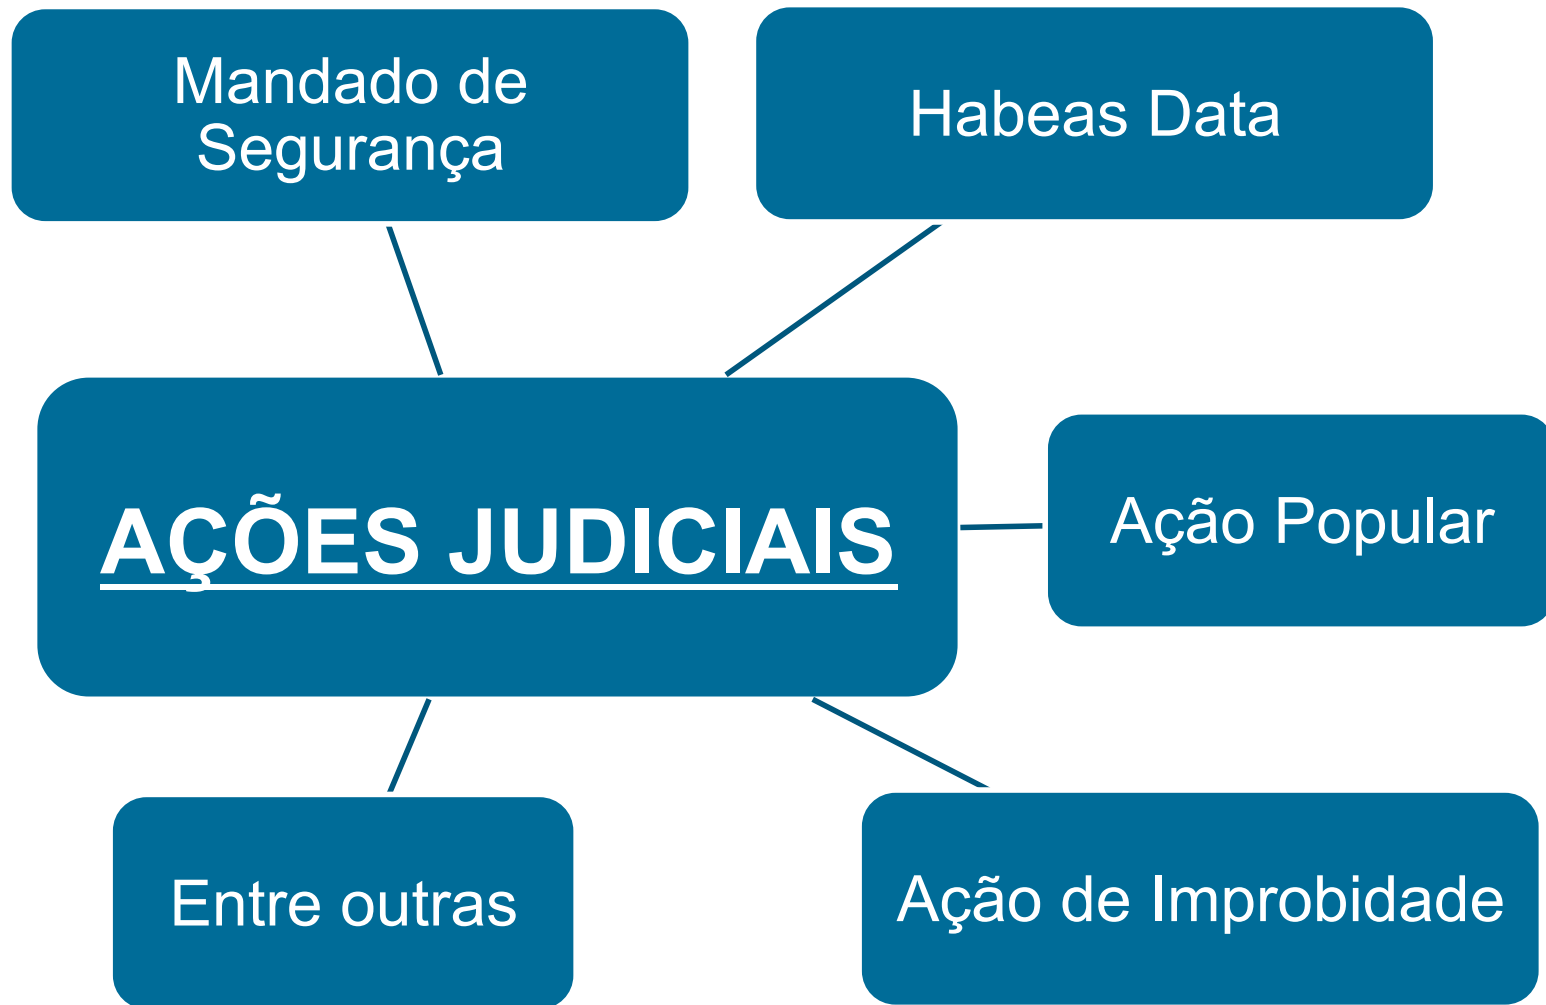 Mandado de
Segurança
Habeas Data
AÇÕES JUDICIAIS
Ação Popular
Entre outras
Ação de Improbidade